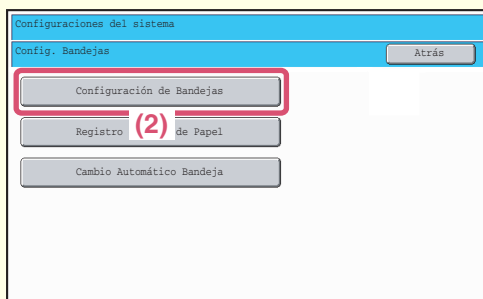 Configuraciones del sistema
Config. Bandejas
Atrás
Configuración de Bandejas
Registro (2) de Papel
Cambio Automático Bandeja